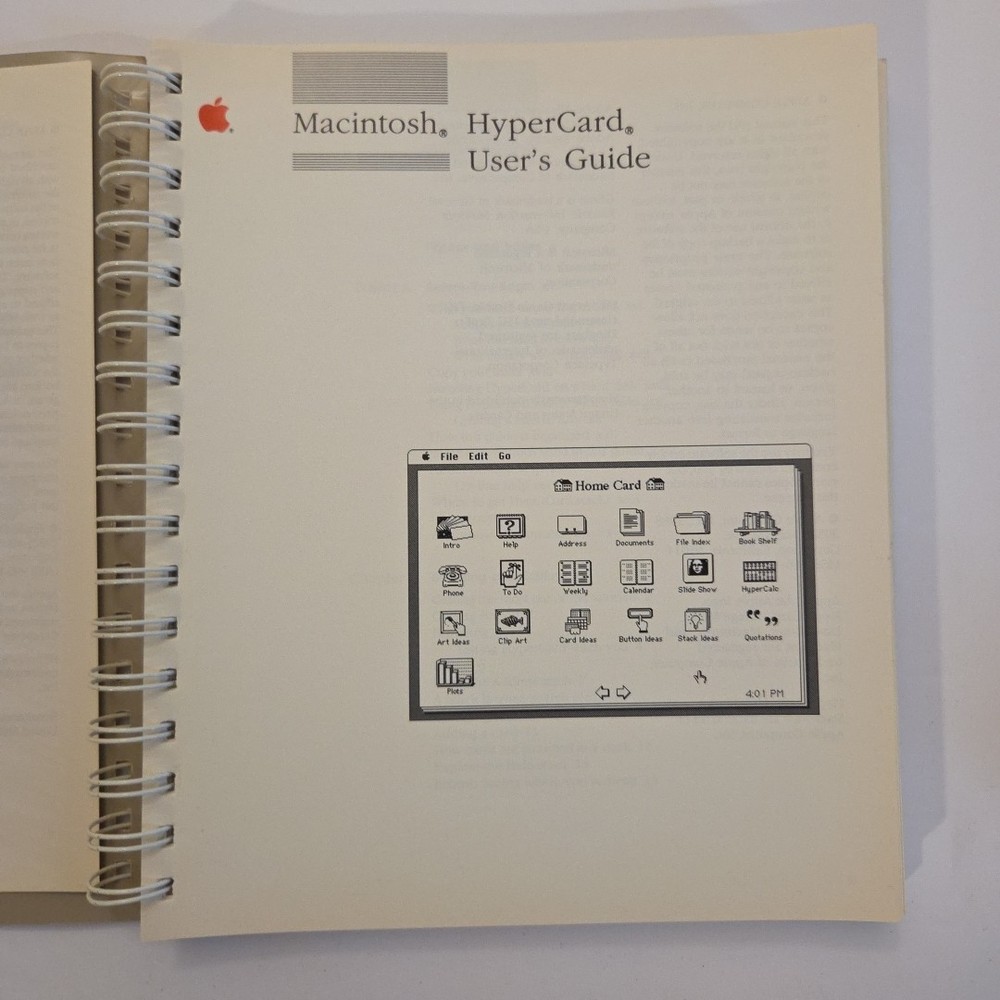 Macintosh® HyperCard®
User's Guide
File Edit Go
Home Card
Intro Help Address Documents File Index Book Shelf
Phone To Do Weekly Calendar Slide Show HyperCalc
Art Ideas Clip Art Card Ideas Button Ideas Stack Ideas Quotations
Plots
4:01 PM